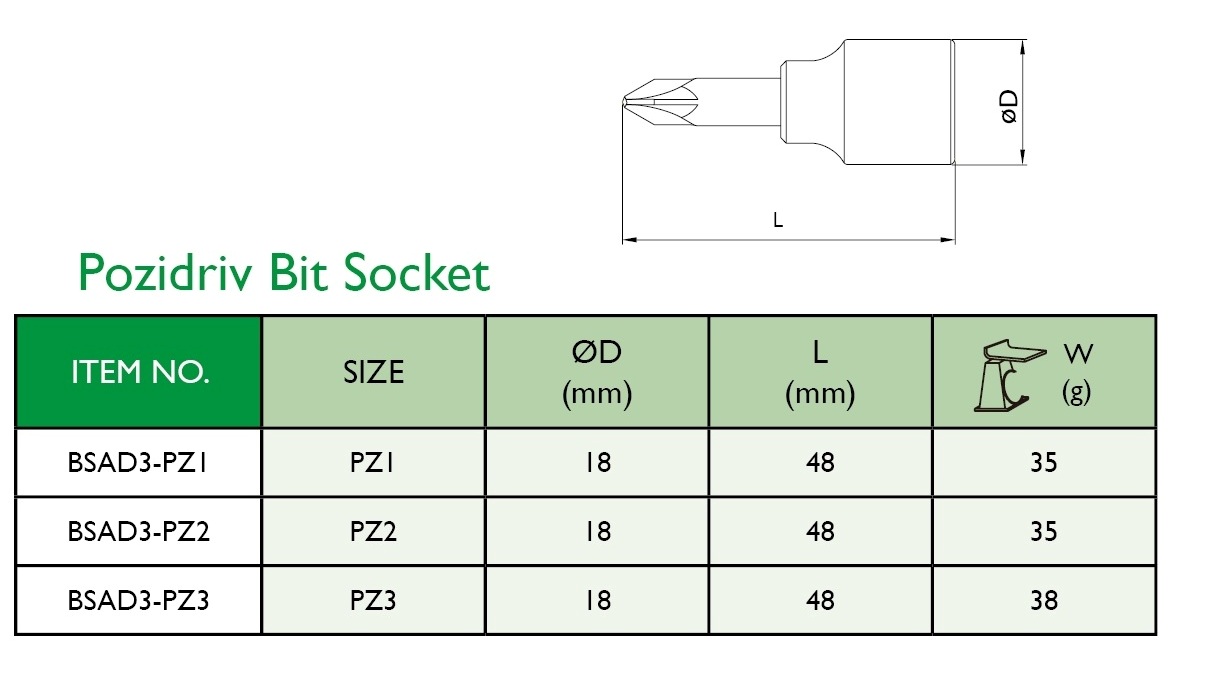 øD
L
Pozidriv Bit Socket
ITEM NO. SIZE ØD (mm) L (mm) W (g)
BSAD3-PZ1 PZ1 18 48 35
BSAD3-PZ2 PZ2 18 48 35
BSAD3-PZ3 PZ3 18 48 38